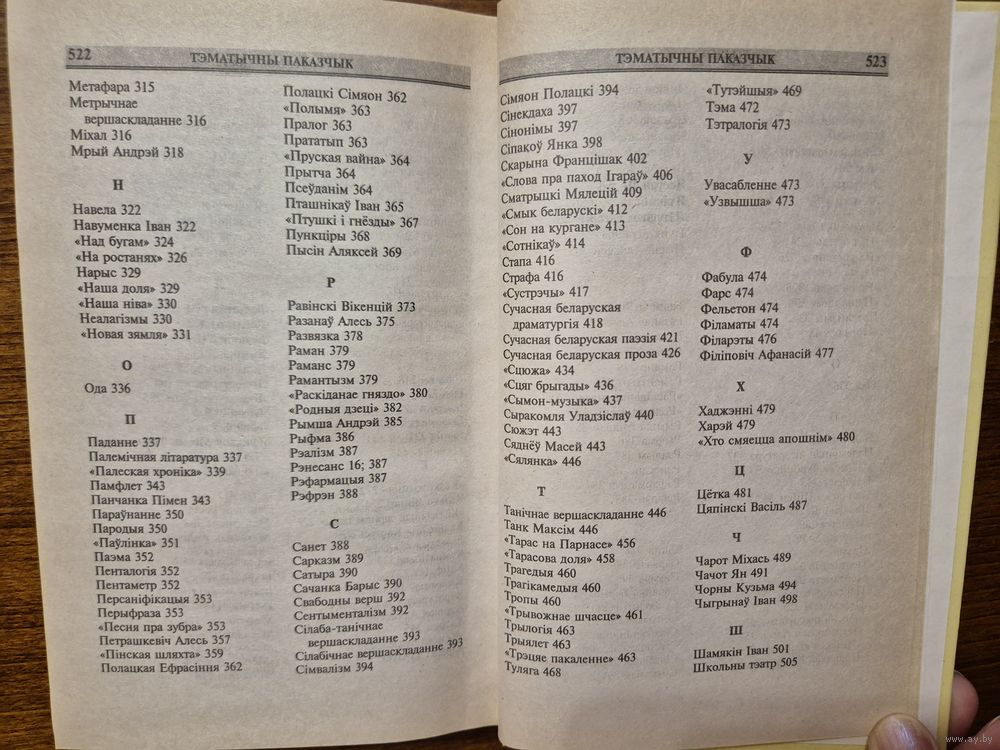 522
ТЭМАТЫЧНЫ ПАКАЗЧЫК
Метафара 315
Метрычнае
вершаскладанне 316
Міхал 316
Мрый Андрэй 318
Н
Навела 322
Навуменка Іван 322
«Над бугам» 324
«На ростанях» 326
Нарыс 329
«Наша доля» 329
«Наша ніва» 330
Неалагізмы 330
«Новая зямля» 331
О
Ода 336
П
Паданне 337
Палемічная літаратура 337
«Палеская хроніка» 339
Памфлет 343
Панчанка Пімен 343
Параўнанне 350
Пародыя 350
«Паўлінка» 351
Паэма 352
Пенталогія 352
Пентаметр 352
Персаніфікацыя 353
Перыфраза 353
«Песня пра зубра» 353
Петрашкевіч Алесь 357
«Пінская шляхта» 359
Полацкая Ефрасіння 362
Полацкі Сімяон 362
«Полымя» 363
Пралог 363
Прататып 363
«Пруская вайна» 364
Прытча 364
Псеўданім 364
Пташнікаў Іван 365
«Птушкі і гнёзды» 367
Пункціры 368
Пысін Аляксей 369
Р
Равінскі Вікенцій 373
Разанаў Алесь 375
Развязка 378
Раман 379
Раманс 379
Рамантызм 379
«Раскіданае гняздо» 380
«Родныя дзеці» 382
Рымша Андрэй 385
Рыфма 386
Рэалізм 387
Рэнесанс 16; 387
Рэфармацыя 387
Рэфрэн 388
С
Санет 388
Сарказм 389
Сатыра 390
Сачанка Барыс 390
Свабодны верш 392
Сентыменталізм 392
Сілаба-танічнае
вершаскладанне 393
Сілабічнае вершаскладанне 393
Сімвалізм 394
ТЭМАТЫЧНЫ ПАКАЗЧЫК
523
Сімяон Полацкі 394
Сінекдаха 397
Сінонімы 397
Сіпакоў Янка 398
Скарына Францішак 402
«Слова пра паход Ігараў» 406
Сматрыцкі Мялецій 409
«Смык беларускі» 412
«Сон на кургане» 413
«Сотнікаў» 414
Стапа 416
Страфа 416
«Сустрэчы» 417
Сучасная беларуская
драматургія 418
Сучасная беларуская паэзія 421
Сучасная беларуская проза 426
«Сцюжа» 434
«Сцяг брыгады» 436
«Сымон-музыка» 437
Сыракомля Уладзіслаў 440
Сюжэт 443
Сяднёў Масей 443
«Сялянка» 446
Т
Танічнае вершаскладанне 446
Танк Максім 446
«Тарас на Парнасе» 456
«Тарасова доля» 458
Трагедыя 460
Трагікамедыя 460
Тропы 460
«Трывожнае шчасце» 461
Трылогія 463
Трыялет 463
«Трэцяе пакаленне» 463
Туляга 468
«Тутэйшыя» 469
Тэма 472
Тэтралогія 473
У
Увасабленне 473
«Узвышша» 473
Ф
Фабула 474
Фарс 474
Фельетон 474
Філаматы 474
Філарэты 476
Філіповіч Афанасій 477
Х
Хаджэнні 479
Харэй 479
«Хто смяецца апошнім» 480
Ц
Цётка 481
Цяпінскі Васіль 487
Ч
Чарот Міхась 489
Чачот Ян 491
Чорны Кузьма 494
Чыгрынаў Іван 498
Ш
Шамякін Іван 501
Школьны тэатр 505
www.ay.by